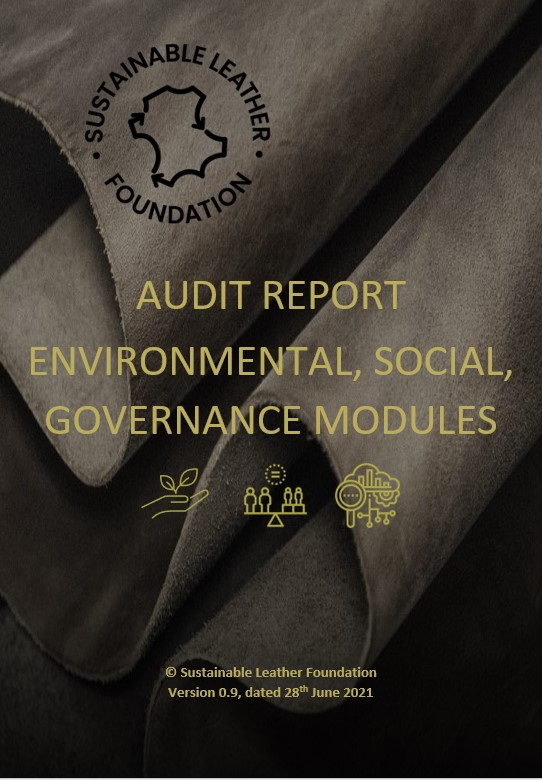 SUSTAINABLE LEATHER
FOUNDATION
AUDIT REPORT
ENVIRONMENTAL, SOCIAL,
GOVERNANCE MODULES
© Sustainable Leather Foundation
Version 0.9, dated 28th June 2021